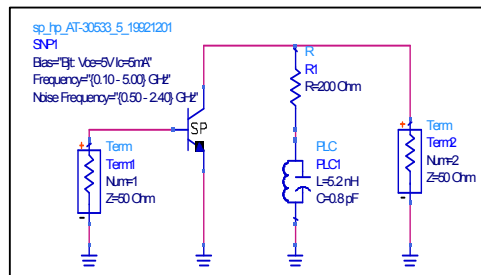 sp_hp_AT-30533_5_19921201
SNP1
Bias="Bjt: Vce=5V Ic=5mA"
Frequency="{0.10 - 5.00} GHz"
Noise Frequency="{0.50 - 2.40} GHz"
SP
+
Term
Term1
Num=1
Z=50 Ohm
-
R
R1
R=200 Ohm
PLC
PLC1
L=5.2 nH
C=0.8 pF
+
Term
Term2
Num=2
Z=50 Ohm
-